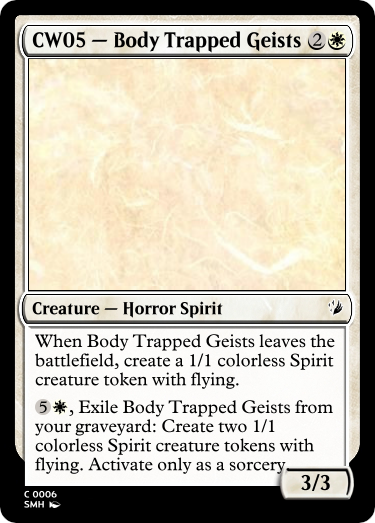 CW05 — Body Trapped Geists 2
Creature — Horror Spirit
When Body Trapped Geists leaves the
battlefield, create a 1/1 colorless Spirit
creature token with flying.
5, Exile Body Trapped Geists from
your graveyard: Create two 1/1
colorless Spirit creature tokens with
flying. Activate only as a sorcery.
3/3
C 0006
SMH